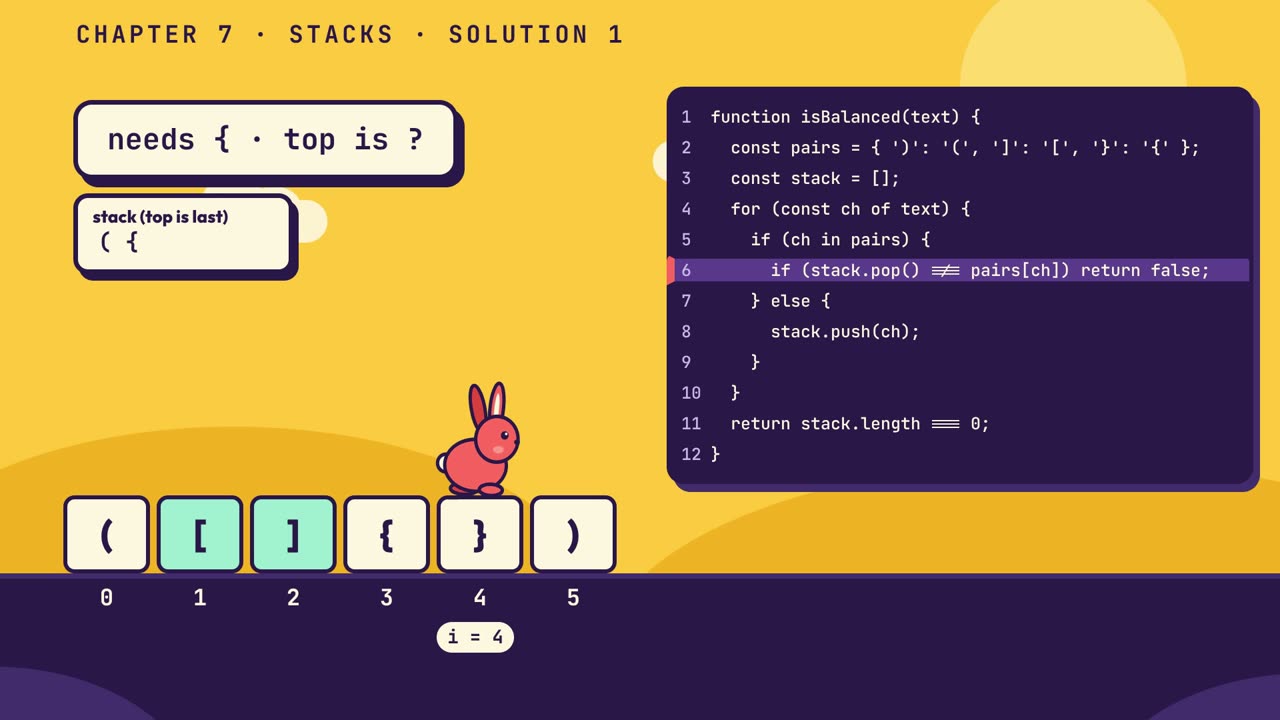 CHAPTER 7 · STACKS · SOLUTION 1
needs { · top is ?
stack (top is last)
( {
1 function isBalanced(text) {
2 const pairs = { ')': '(', ']': '[', '}': '{' };
3 const stack = [];
4 for (const ch of text) {
5 if (ch in pairs) {
6 if (stack.pop() !== pairs[ch]) return false;
7 } else {
8 stack.push(ch);
9 }
10 }
11 return stack.length === 0;
12 }
( [ ] { } )
0 1 2 3 4 5
i = 4